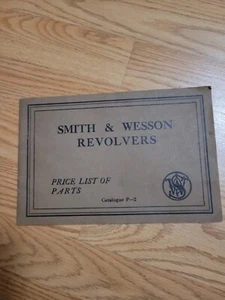 SMITH & WESSON
REVOLVERS
PRICE LIST OF
PARTS
Catalogue P-2